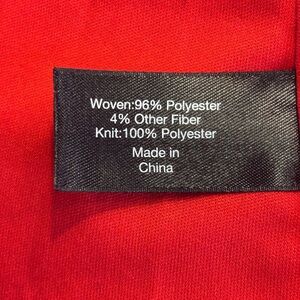 Woven:96% Polyester
4% Other Fiber
Knit:100% Polyester
Made in
China